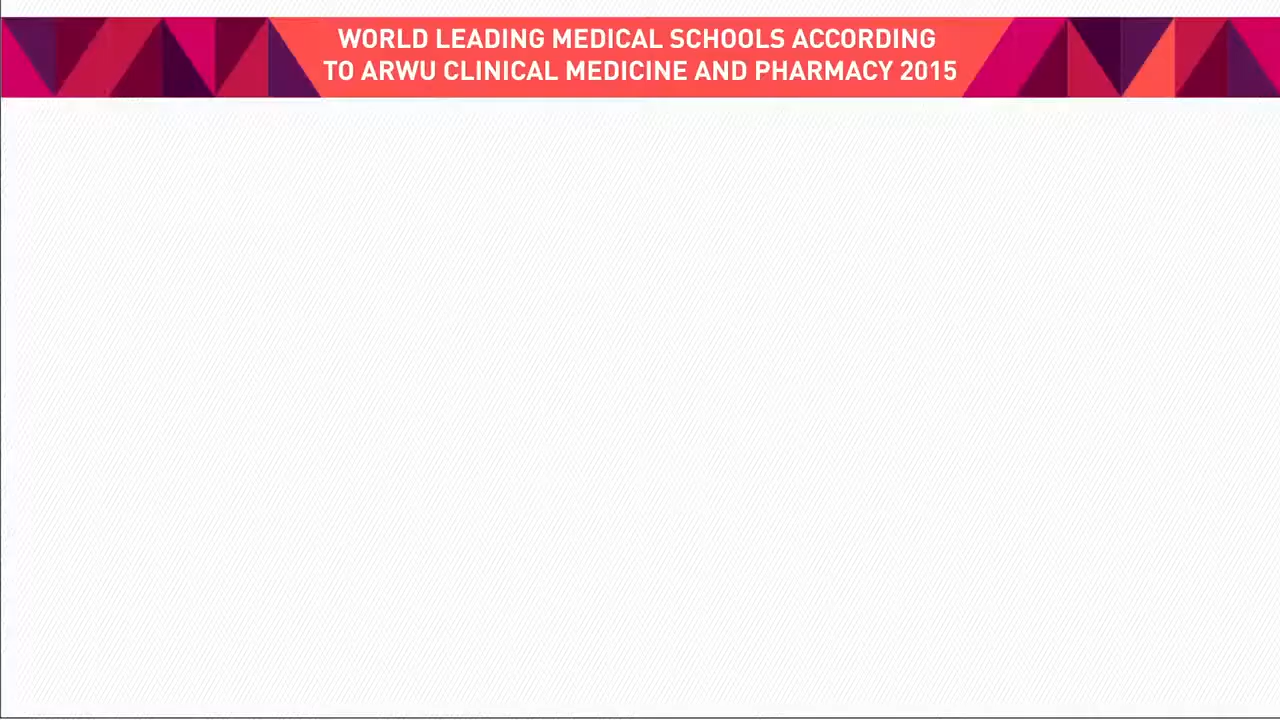 WORLD LEADING MEDICAL SCHOOLS ACCORDING
TO ARWU CLINICAL MEDICINE AND PHARMACY 2015